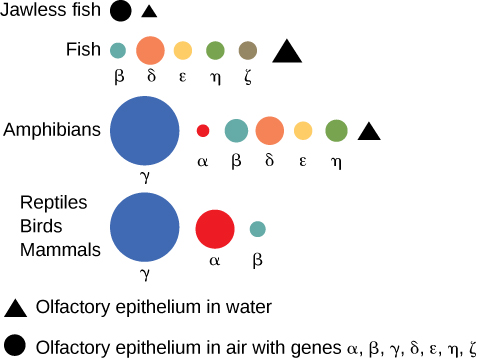 Jawless fish
Fish
β δ ε η ζ
Amphibians
γ α β δ ε η
Reptiles
Birds
Mammals
γ α β
Olfactory epithelium in water
Olfactory epithelium in air with genes α, β, γ, δ, ε, η, ζ